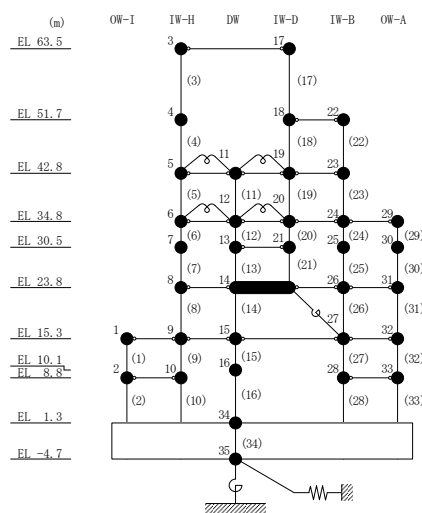 (m) OW-I IW-H DW IW-D IW-B OW-A
EL 63.5 3 17
(3) (17)
EL 51.7 4 18 22
(4) (18) (22)
EL 42.8 5 11 19 23
(5) (11) (19) (23)
EL 34.8 6 12 20 24 29
(6) (12) (20) (24) (29)
EL 30.5 7 13 21 25 30
(7) (13) (21) (25) (30)
EL 23.8 8 14 26 31
(8) (14) (26) (31)
27
EL 15.3 1 9 15 32
(1) (9) (15) (27) (32)
EL 10.1 16
EL 8.8 2 10 28 33
(2) (10) (16) (28) (33)
EL 1.3 34
(34)
EL -4.7 35